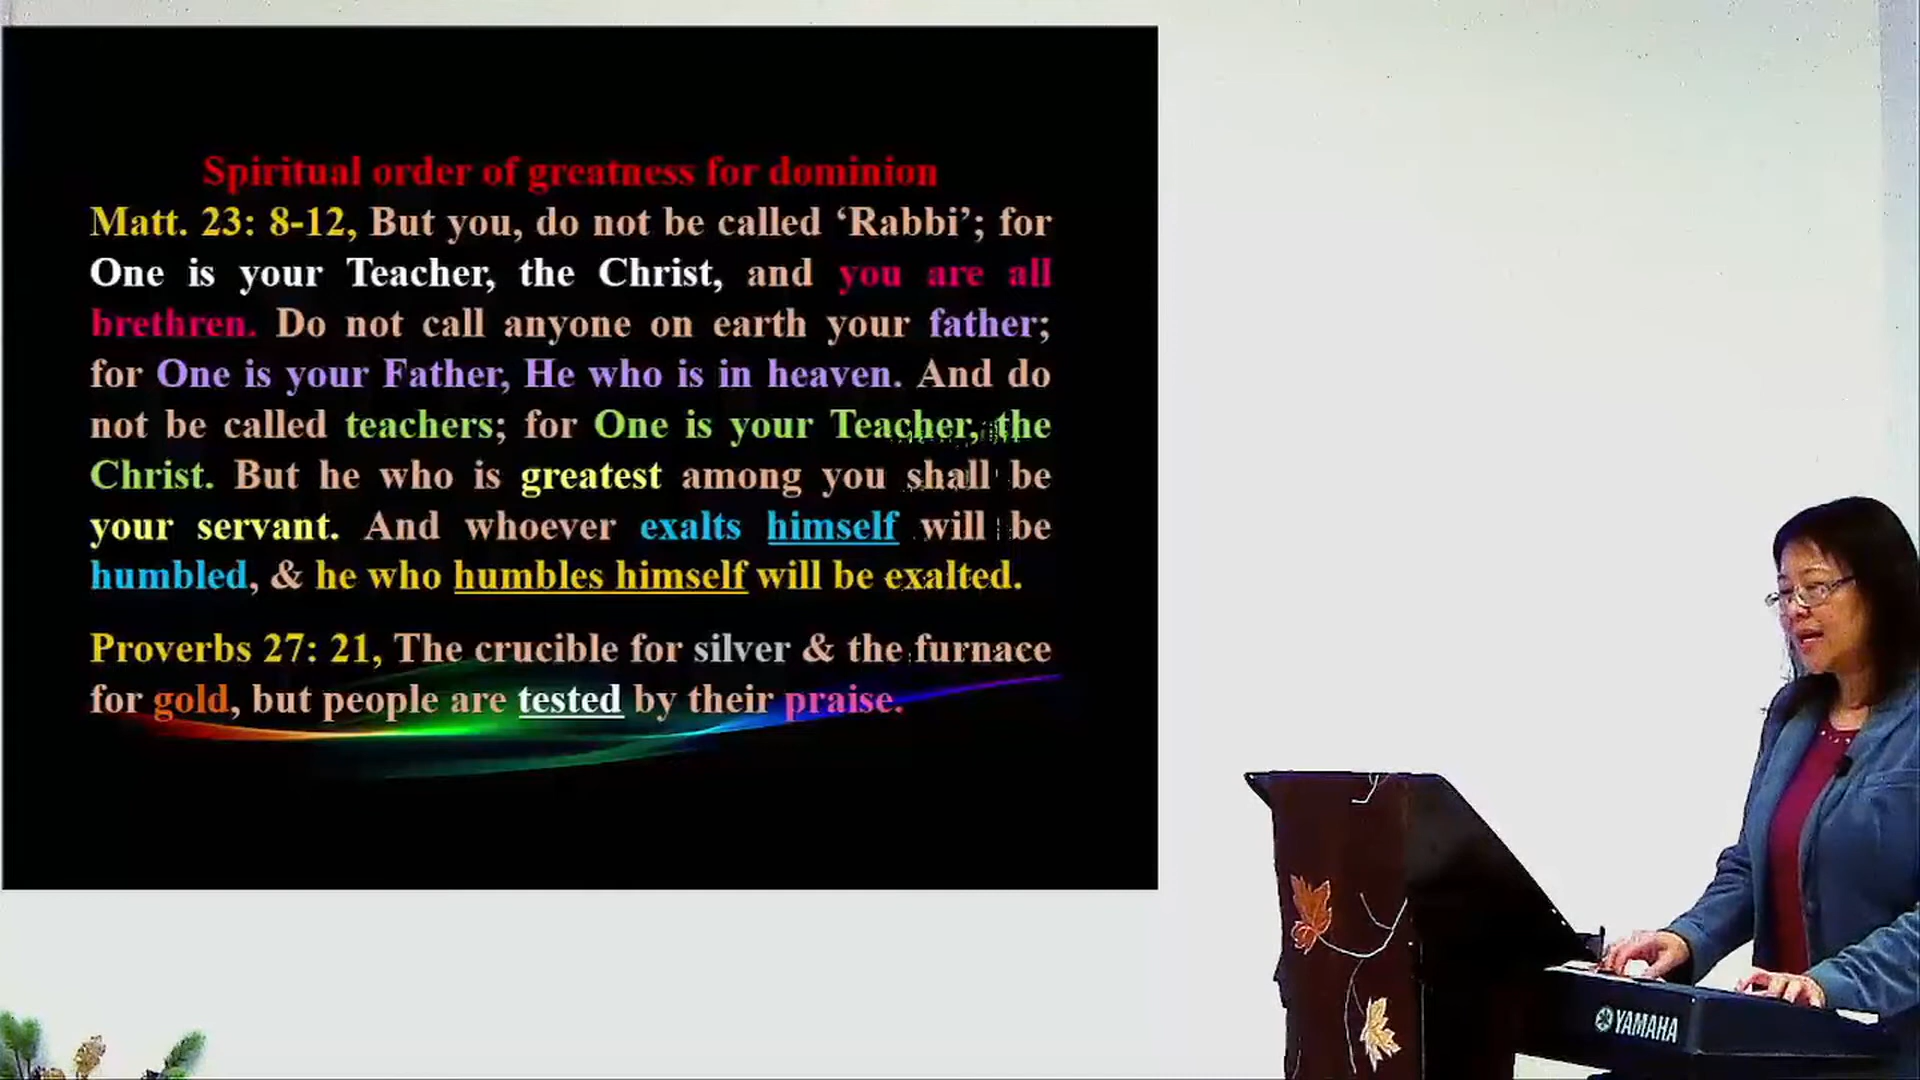 Spiritual order of greatness for dominion
Matt. 23: 8-12, But you, do not be called ‘Rabbi’; for
One is your Teacher, the Christ, and you are all
brethren. Do not call anyone on earth your father;
for One is your Father, He who is in heaven. And do
not be called teachers; for One is your Teacher, the
Christ. But he who is greatest among you shall be
your servant. And whoever exalts himself will be
humbled, & he who humbles himself will be exalted.
Proverbs 27: 21, The crucible for silver & the furnace
for gold, but people are tested by their praise.
YAMAHA